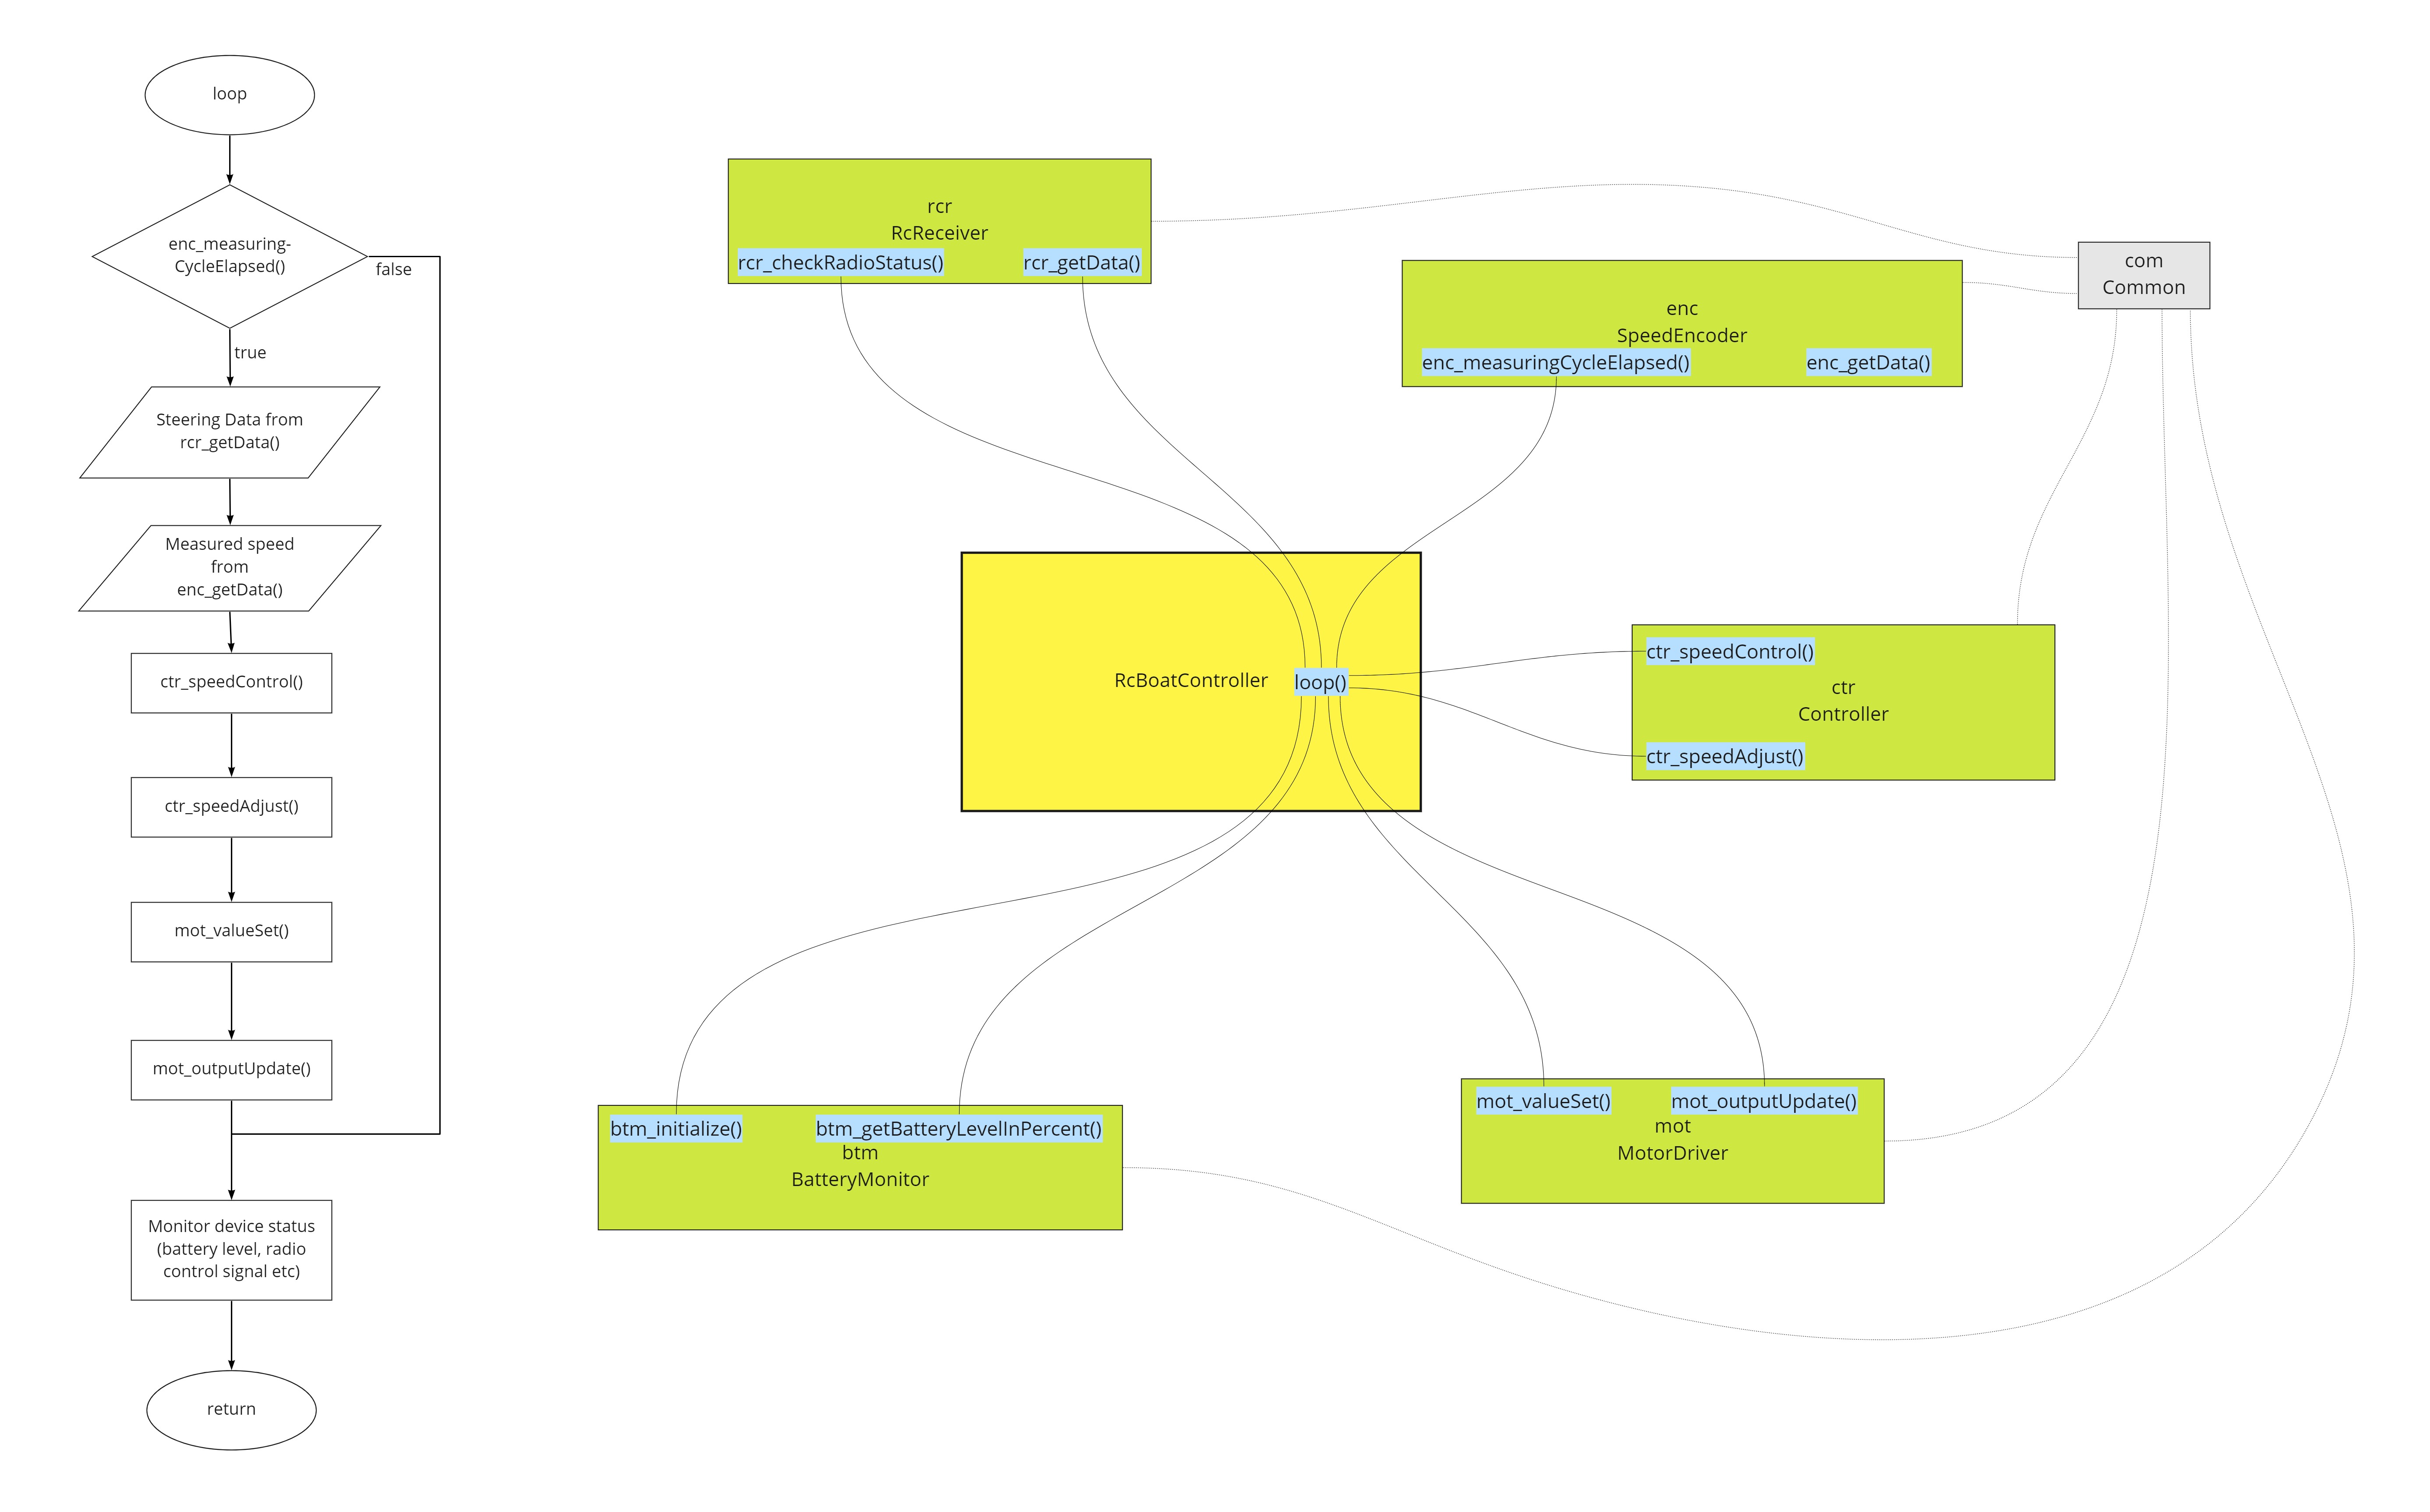 loop
enc_measuring-
CycleElapsed()
false
true
Steering Data from
rcr_getData()
Measured speed
from
enc_getData()
ctr_speedControl()
ctr_speedAdjust()
mot_valueSet()
mot_outputUpdate()
Monitor device status
(battery level, radio
control signal etc)
return
rcr
RcReceiver
rcr_checkRadioStatus()
rcr_getData()
enc
SpeedEncoder
enc_measuringCycleElapsed()
enc_getData()
com
Common
RcBoatController
loop()
ctr_speedControl()
ctr
Controller
ctr_speedAdjust()
btm_initialize()
btm_getBatteryLevelInPercent()
btm
BatteryMonitor
mot_valueSet()
mot_outputUpdate()
mot
MotorDriver